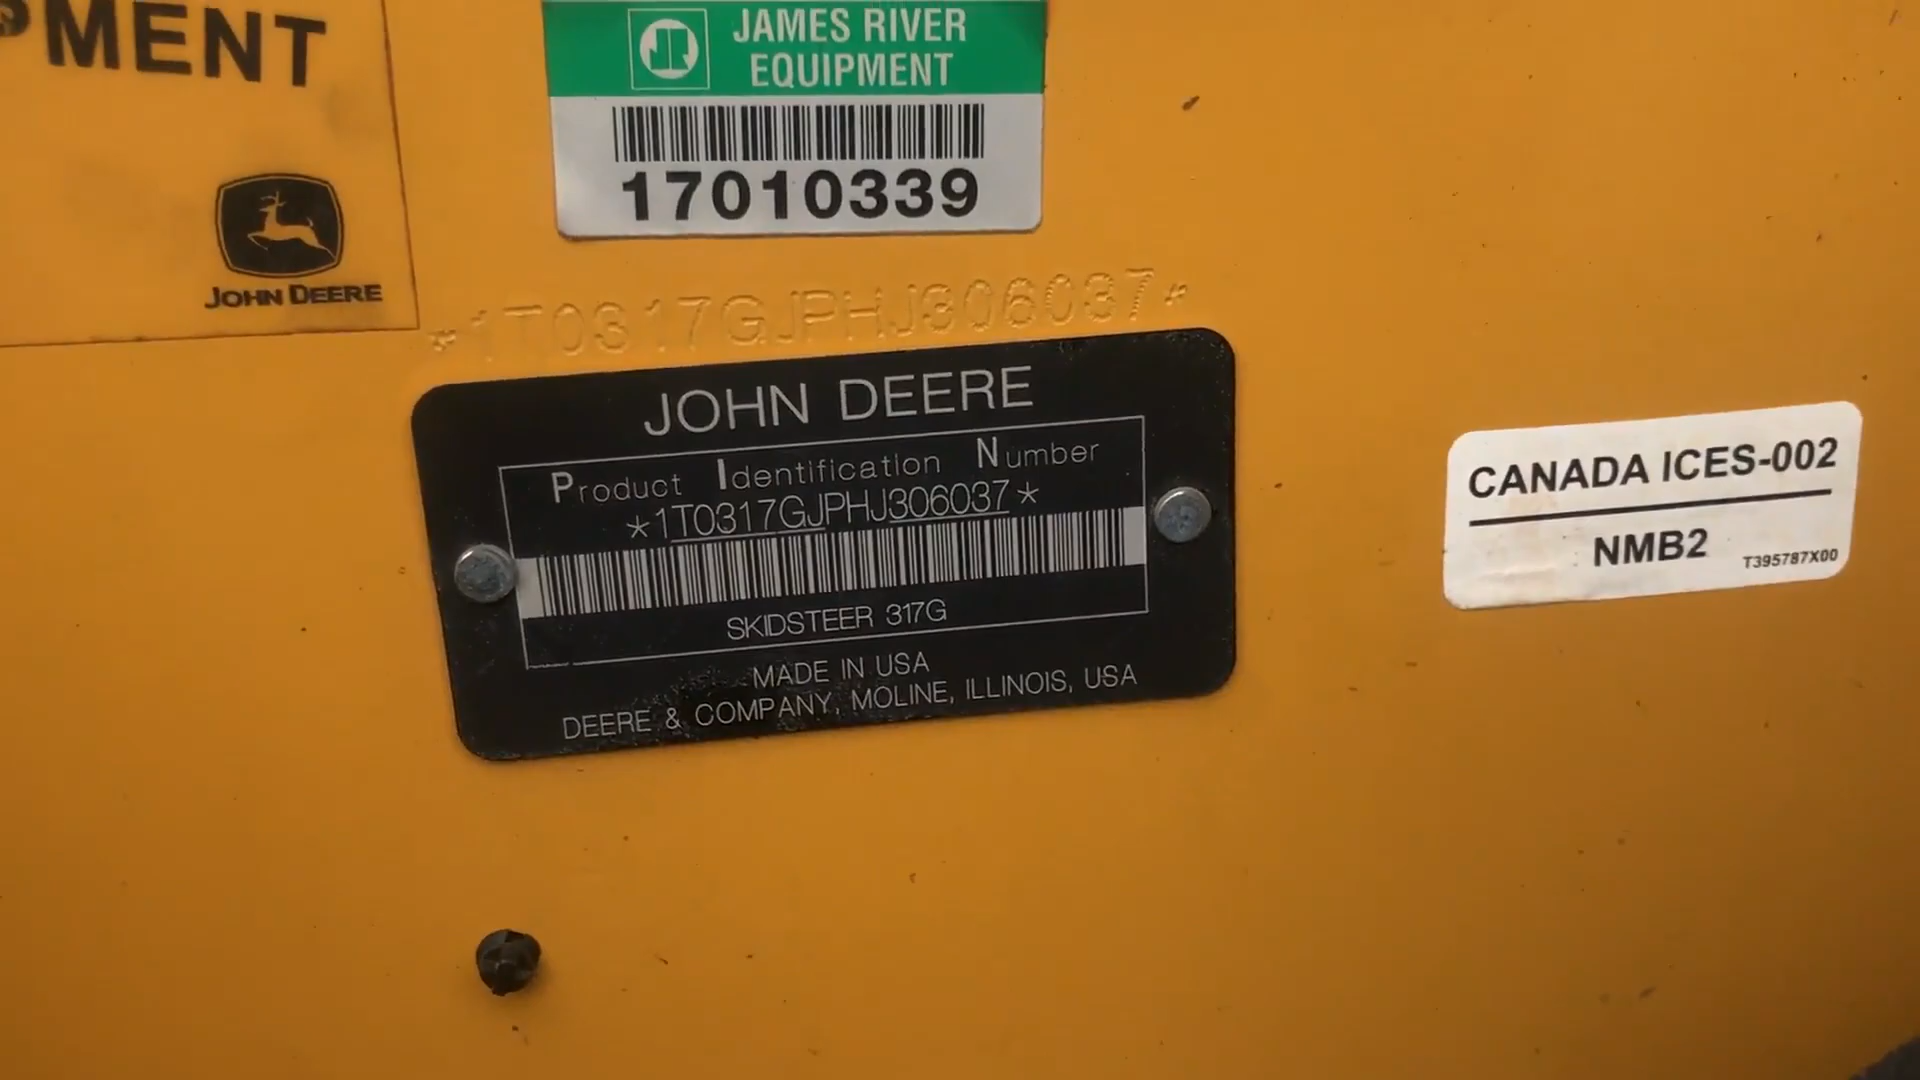 PMENT
JOHN DEERE
JAMES RIVER
EQUIPMENT
17010339
*1T0317GJPHJ306037*
JOHN DEERE
Product Identification Number
*1T0317GJPHJ306037*
SKIDSTEER 317G
MADE IN USA
DEERE & COMPANY, MOLINE, ILLINOIS, USA
CANADA ICES-002
NMB2
T395787X00